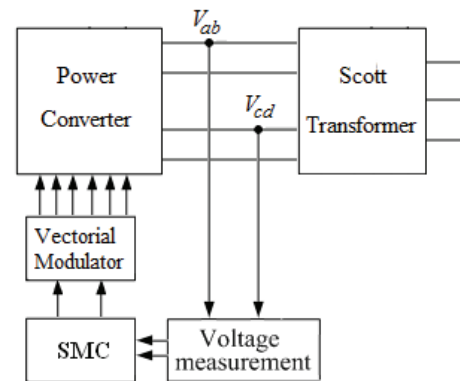 V_ab
Power
Converter
Scott
Transformer
V_cd
Vectorial
Modulator
SMC
Voltage
measurement